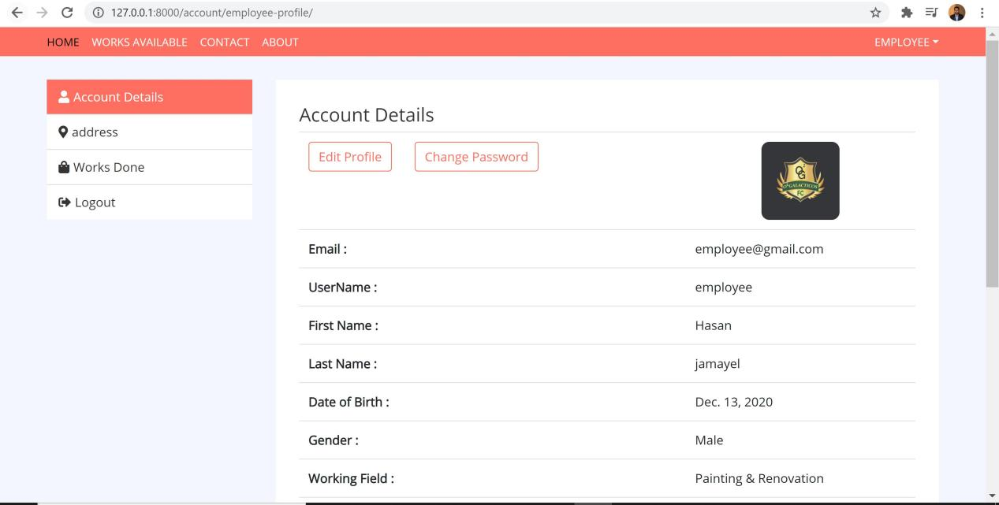 127.0.0.1:8000/account/employee-profile/
HOME WORKS AVAILABLE CONTACT ABOUT EMPLOYEE
Account Details
address
Works Done
Logout
Account Details
Edit Profile Change Password
GALACTICOS
FC
Email : employee@gmail.com
UserName : employee
First Name : Hasan
Last Name : jamayel
Date of Birth : Dec. 13, 2020
Gender : Male
Working Field : Painting & Renovation